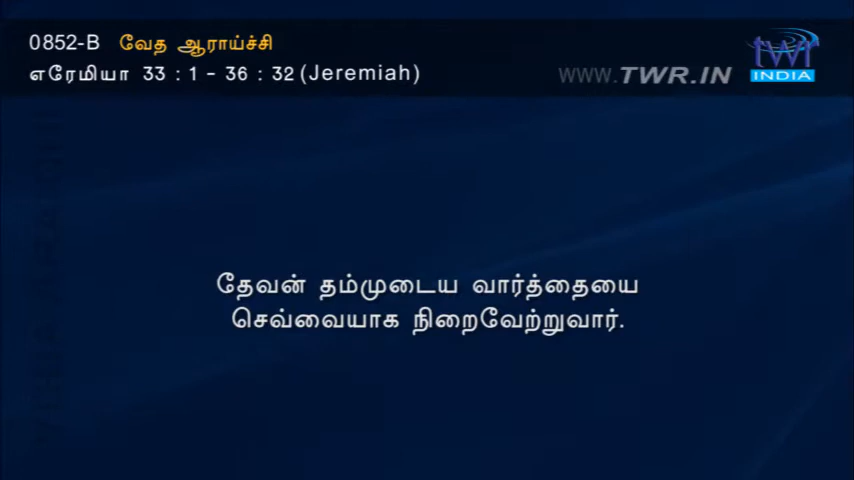 0852-B வேத ஆராய்ச்சி
எரேமியா 33 : 1 - 36 : 32 (Jeremiah)
WWW.TWR.IN
twr
INDIA
தேவன் தம்முடைய வார்த்தையை
செவ்வையாக நிறைவேற்றுவார்.